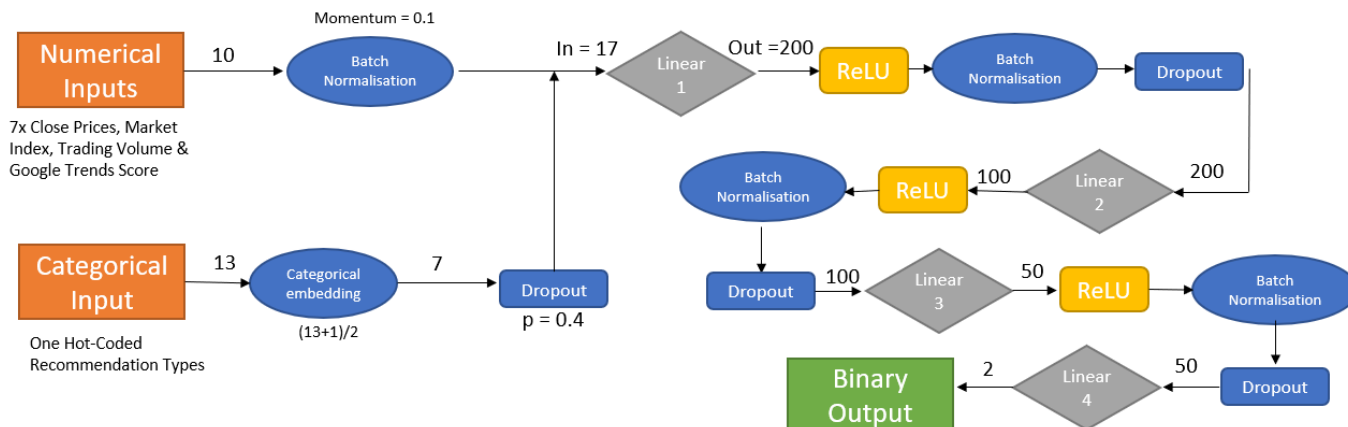 Momentum = 0.1
Numerical
Inputs
10
Batch
Normalisation
In = 17
Linear
1
Out =200
ReLU
Batch
Normalisation
Dropout
7x Close Prices, Market
Index, Trading Volume &
Google Trends Score
Batch
Normalisation
ReLU
100
Linear
2
200
Categorical
Input
13
Categorical
embedding
(13+1)/2
7
Dropout
p = 0.4
One Hot-Coded
Recommendation Types
Dropout
100
Linear
3
50
ReLU
Batch
Normalisation
Binary
Output
2
Linear
4
50
Dropout